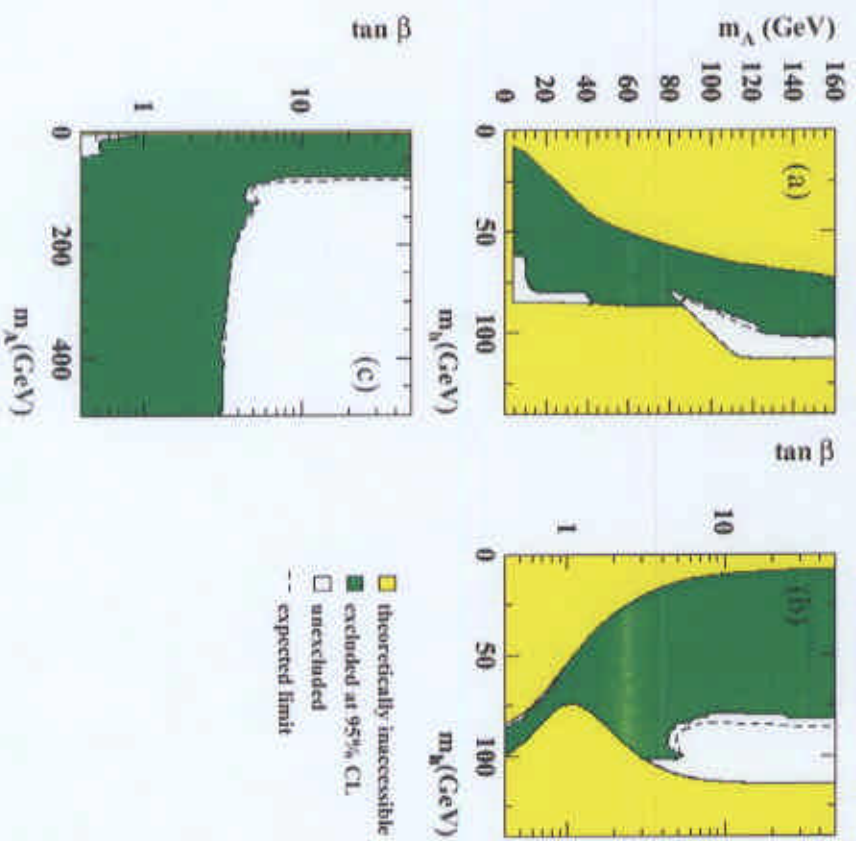 m_A (GeV)
0 20 40 60 80 100 120 140 160
(a)
0 50 100
m_h(GeV)
tan β
1 10
(b)
0 50 100
m_h(GeV)
tan β
1 10
(c)
0 200 400
m_A(GeV)
theoretically inaccessible
excluded at 95% CL
unexcluded
expected limit